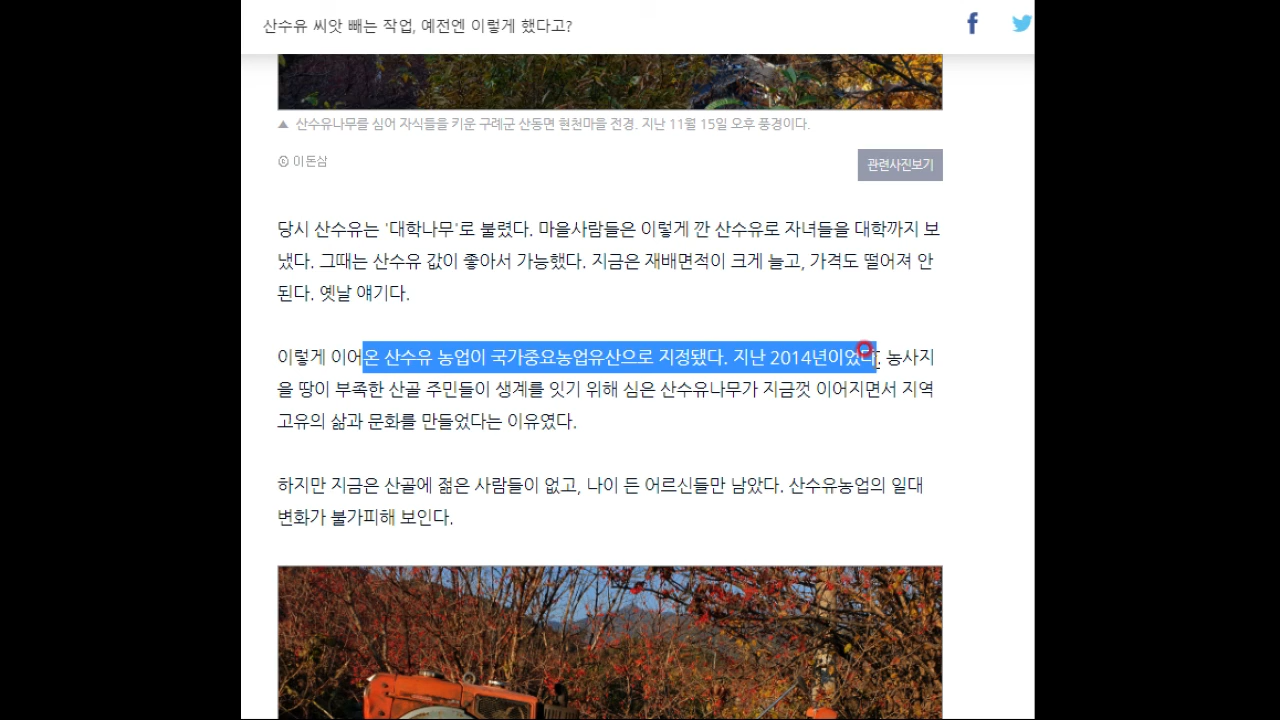 산수유 씨앗 빼는 작업, 예전엔 이렇게 했다고?
▲ 산수유나무를 심어 자식들을 키운 구례군 산동면 현천마을 전경. 지난 11월 15일 오후 풍경이다.
ⓒ 이돈삼
관련사진보기
당시 산수유는 '대학나무'로 불렸다. 마을사람들은 이렇게 깐 산수유로 자녀들을 대학까지 보
냈다. 그때는 산수유 값이 좋아서 가능했다. 지금은 재배면적이 크게 늘고, 가격도 떨어져 안
된다. 옛날 얘기다.
이렇게 이어온 산수유 농업이 국가중요농업유산으로 지정됐다. 지난 2014년이었다. 농사지
을 땅이 부족한 산골 주민들이 생계를 잇기 위해 심은 산수유나무가 지금껏 이어지면서 지역
고유의 삶과 문화를 만들었다는 이유였다.
하지만 지금은 산골에 젊은 사람들이 없고, 나이 든 어르신들만 남았다. 산수유농업의 일대
변화가 불가피해 보인다.